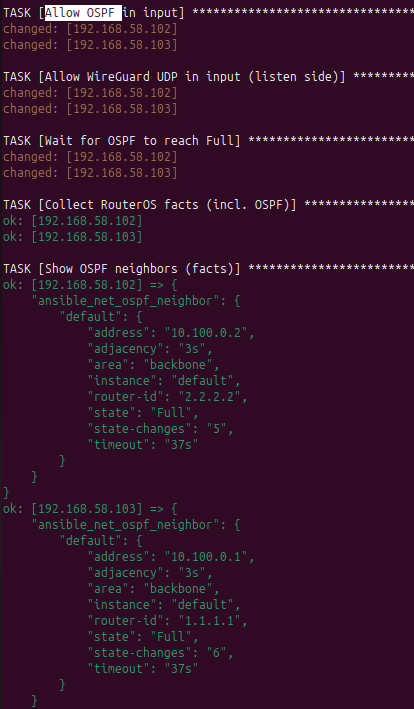 TASK [Allow OSPF in input] ********************************
changed: [192.168.58.102]
changed: [192.168.58.103]
TASK [Allow WireGuard UDP in input (listen side)] **********
changed: [192.168.58.102]
changed: [192.168.58.103]
TASK [Wait for OSPF to reach Full] ************************
changed: [192.168.58.102]
changed: [192.168.58.103]
TASK [Collect RouterOS facts (incl. OSPF)] ****************
ok: [192.168.58.102]
ok: [192.168.58.103]
TASK [Show OSPF neighbors (facts)] ************************
ok: [192.168.58.102] => {
    "ansible_net_ospf_neighbor": {
        "default": {
            "address": "10.100.0.2",
            "adjacency": "3s",
            "area": "backbone",
            "instance": "default",
            "router-id": "2.2.2.2",
            "state": "Full",
            "state-changes": "5",
            "timeout": "37s"
        }
    }
}
ok: [192.168.58.103] => {
    "ansible_net_ospf_neighbor": {
        "default": {
            "address": "10.100.0.1",
            "adjacency": "3s",
            "area": "backbone",
            "instance": "default",
            "router-id": "1.1.1.1",
            "state": "Full",
            "state-changes": "6",
            "timeout": "37s"
        }
    }